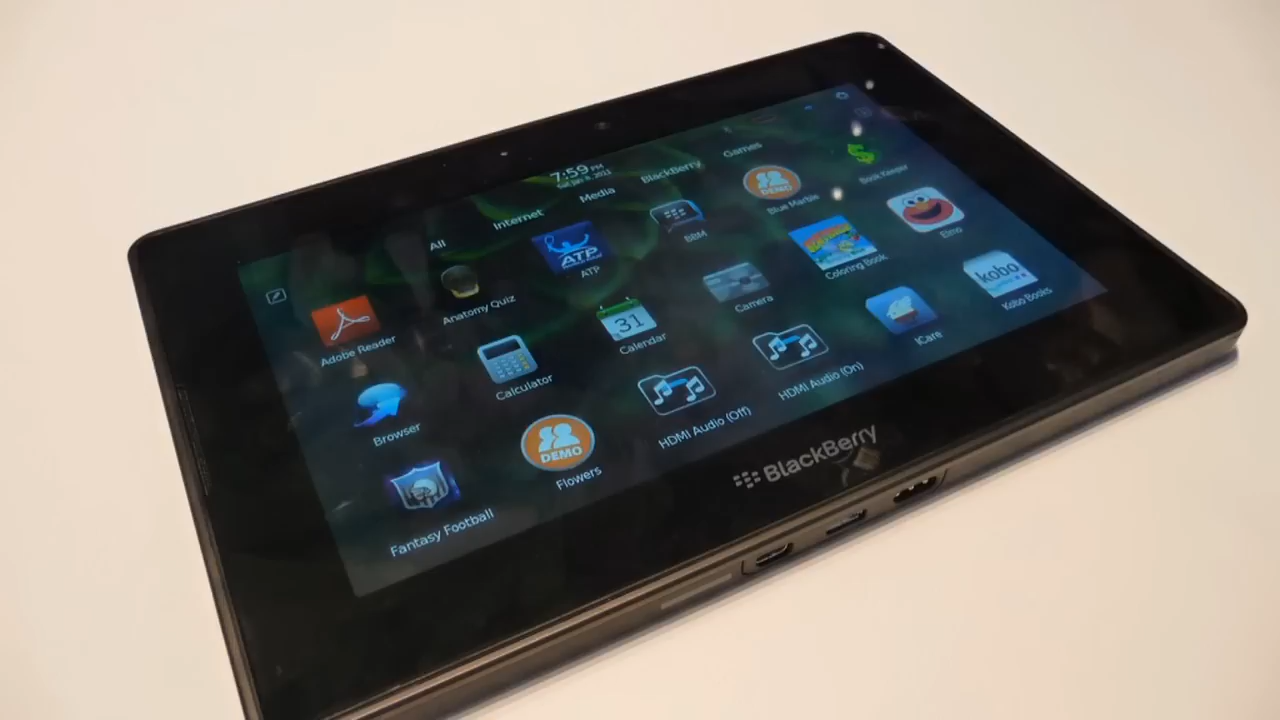 7:59 PM
All
Internet
Media
BlackBerry
Games
Adobe Reader
Anatomy Quiz
ATP
ATP
BBM
DEMO
Blue Marble
Book Keeper
Browser
Calculator
31
Calendar
Camera
Coloring Book
Elmo
Fantasy Football
DEMO
Flowers
HDMI Audio (Off)
HDMI Audio (On)
iCare
kobo
Kobo Books
BlackBerry